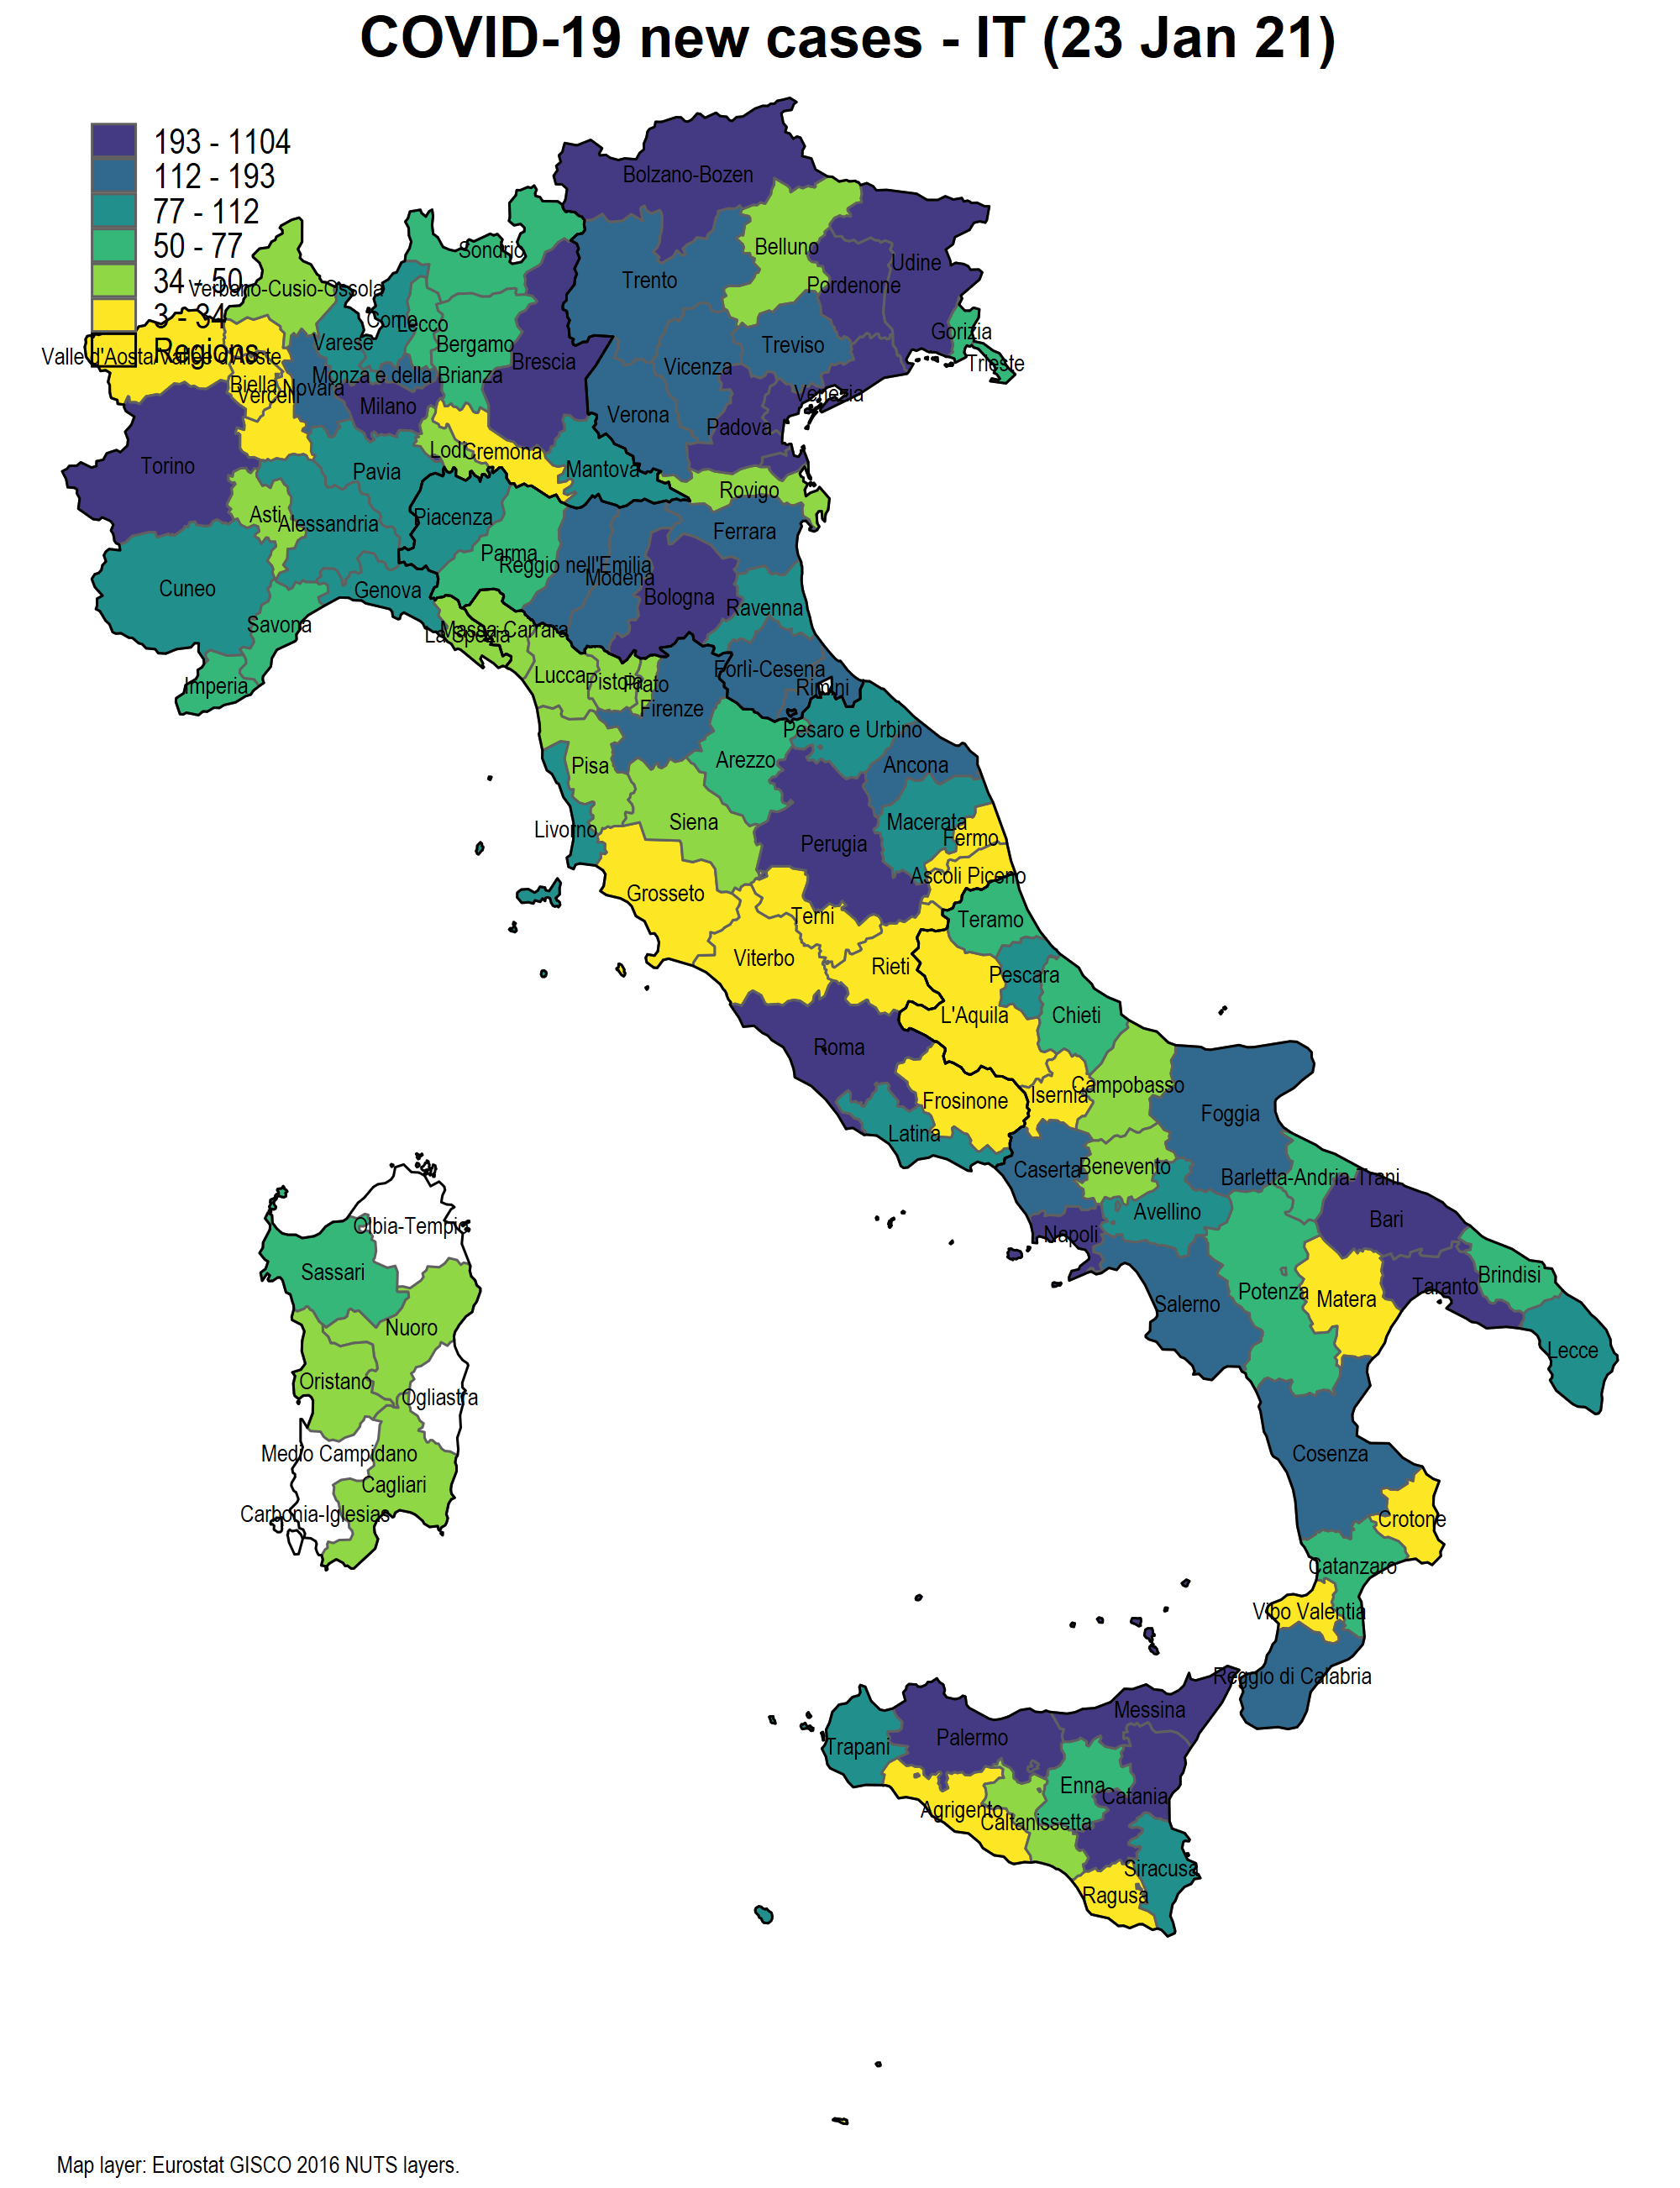 COVID-19 new cases - IT (23 Jan 21)
193 - 1104
112 - 193
77 - 112
50 - 77
34 - 50
3 - 34
Regions
Bolzano-Bozen
Belluno
Sondrio
Udine
Trento
Pordenone
Verbano-Cusio-Ossola
Como
Lecco
Gorizia
Varese
Bergamo
Treviso
Valle d'Aosta/Vallée d'Aoste
Brescia
Trieste
Vicenza
Monza e della Brianza
Biella
Novara
Vercelli
Venezia
Milano
Verona
Padova
Lodi
Cremona
Torino
Pavia
Mantova
Rovigo
Asti
Alessandria
Piacenza
Ferrara
Parma
Reggio nell'Emilia
Modena
Cuneo
Genova
Bologna
Ravenna
Savona
Massa-Carrara
La Spezia
Forlì-Cesena
Lucca
Pistoia
Prato
Imperia
Rimini
Firenze
Pesaro e Urbino
Arezzo
Pisa
Ancona
Siena
Macerata
Livorno
Fermo
Perugia
Ascoli Piceno
Grosseto
Terni
Teramo
Viterbo
Rieti
Pescara
L'Aquila
Chieti
Roma
Campobasso
Isernia
Frosinone
Foggia
Latina
Benevento
Caserta
Barletta-Andria-Trani
Avellino
Bari
Olbia-Tempio
Napoli
Sassari
Brindisi
Taranto
Potenza
Matera
Salerno
Nuoro
Lecce
Oristano
Ogliastra
Medio Campidano
Cosenza
Cagliari
Carbonia-Iglesias
Crotone
Catanzaro
Vibo Valentia
Reggio di Calabria
Messina
Palermo
Trapani
Enna
Catania
Agrigento
Caltanissetta
Siracusa
Ragusa
Map layer: Eurostat GISCO 2016 NUTS layers.